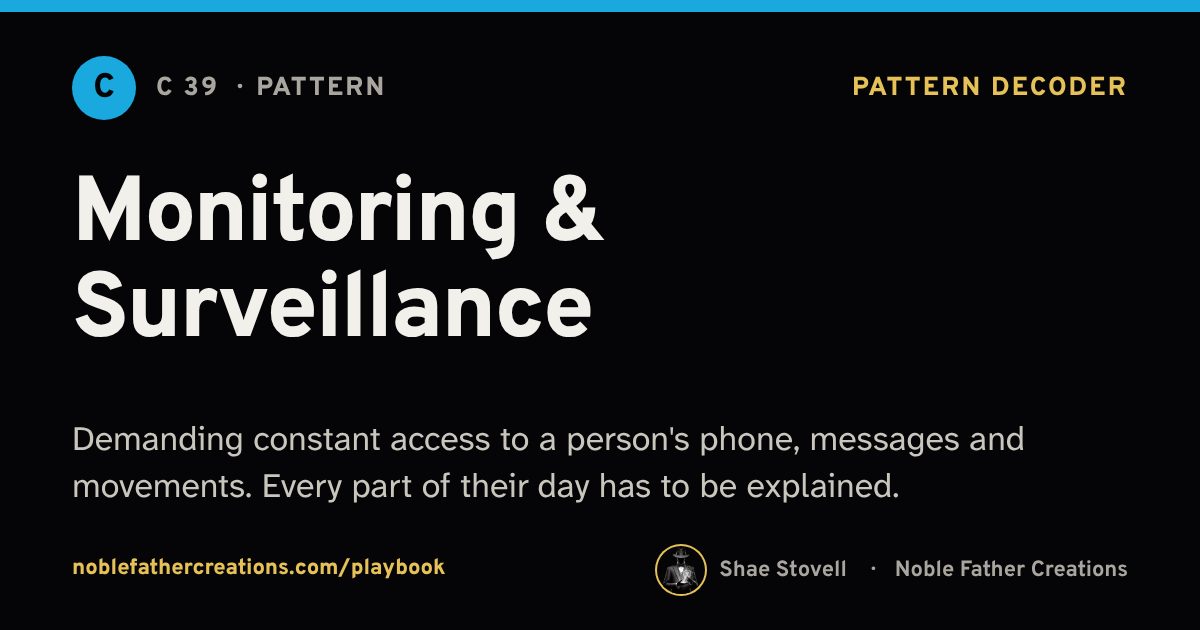 C
C 39 · PATTERN
PATTERN DECODER
Monitoring &
Surveillance
Demanding constant access to a person's phone, messages and
movements. Every part of their day has to be explained.
noblefathercreations.com/playbook
Shae Stovell · Noble Father Creations